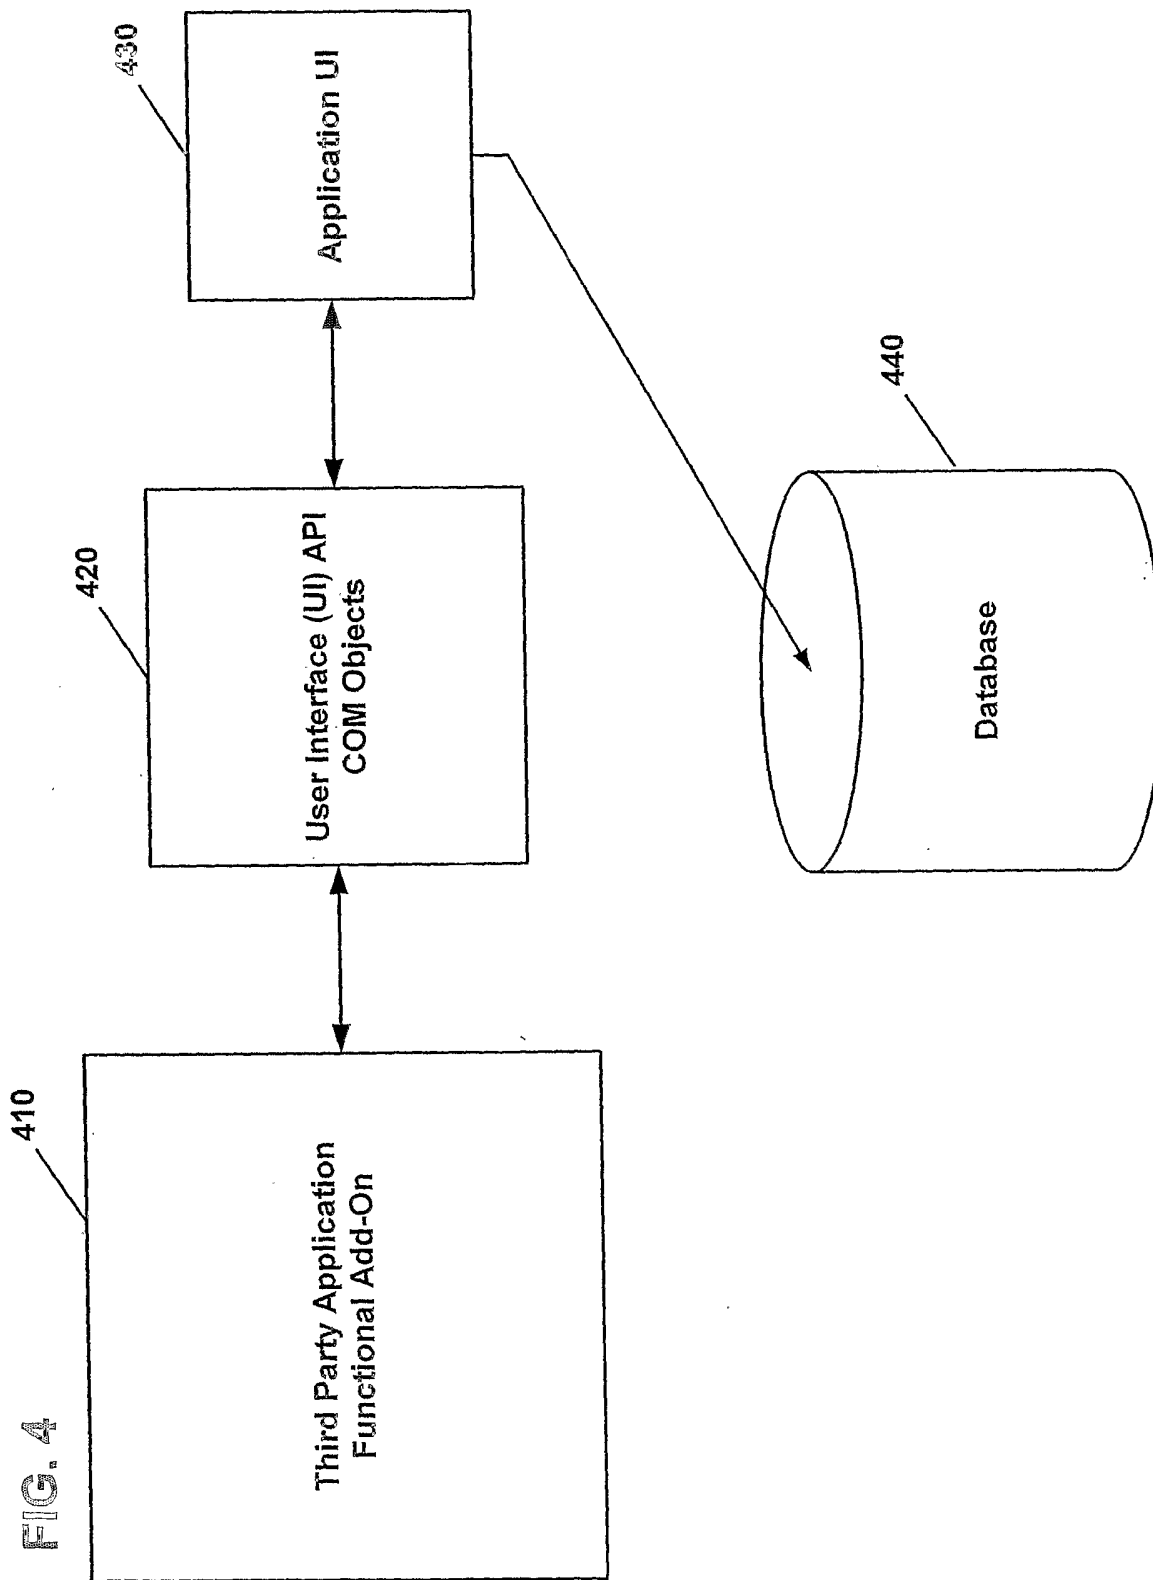 FIG. 4
410
Third Party Application
Functional Add-On
420
User Interface (UI) API
COM Objects
430
Application UI
440
Database